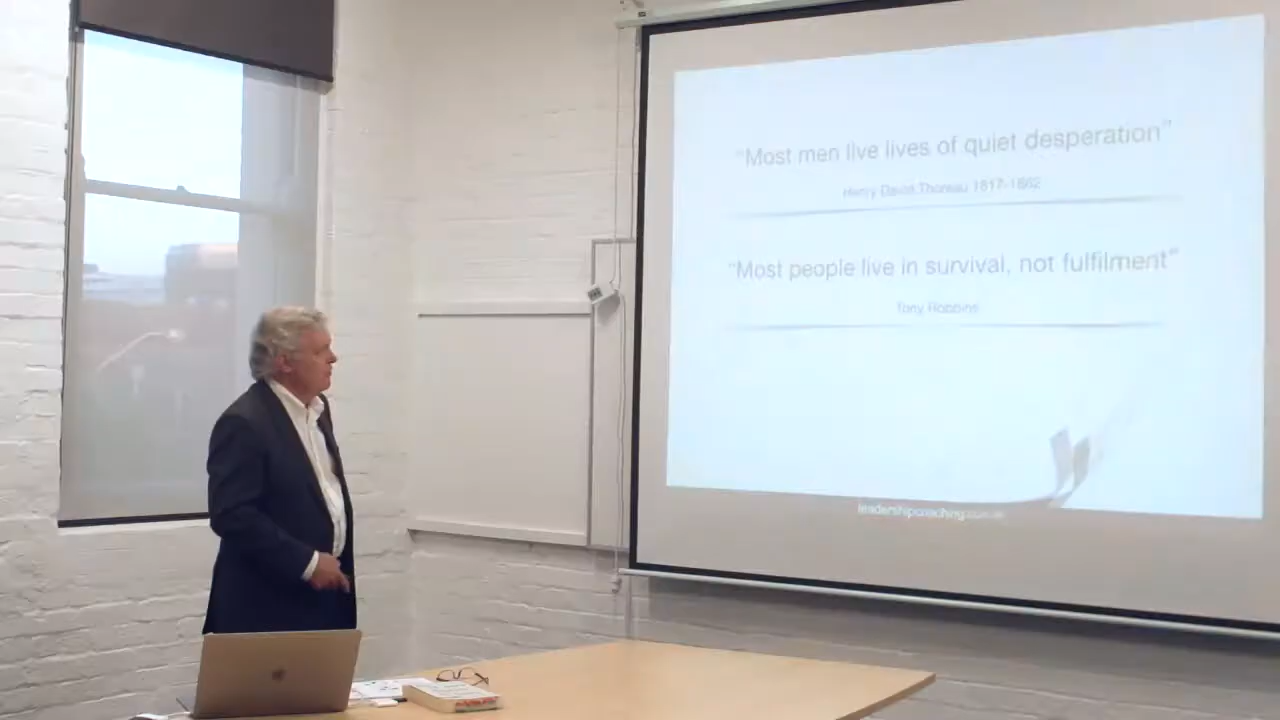 “Most men live lives of quiet desperation”
Henry David Thoreau 1817-1862
“Most people live in survival, not fulfilment”
Tony Robbins
leadershipcoaching